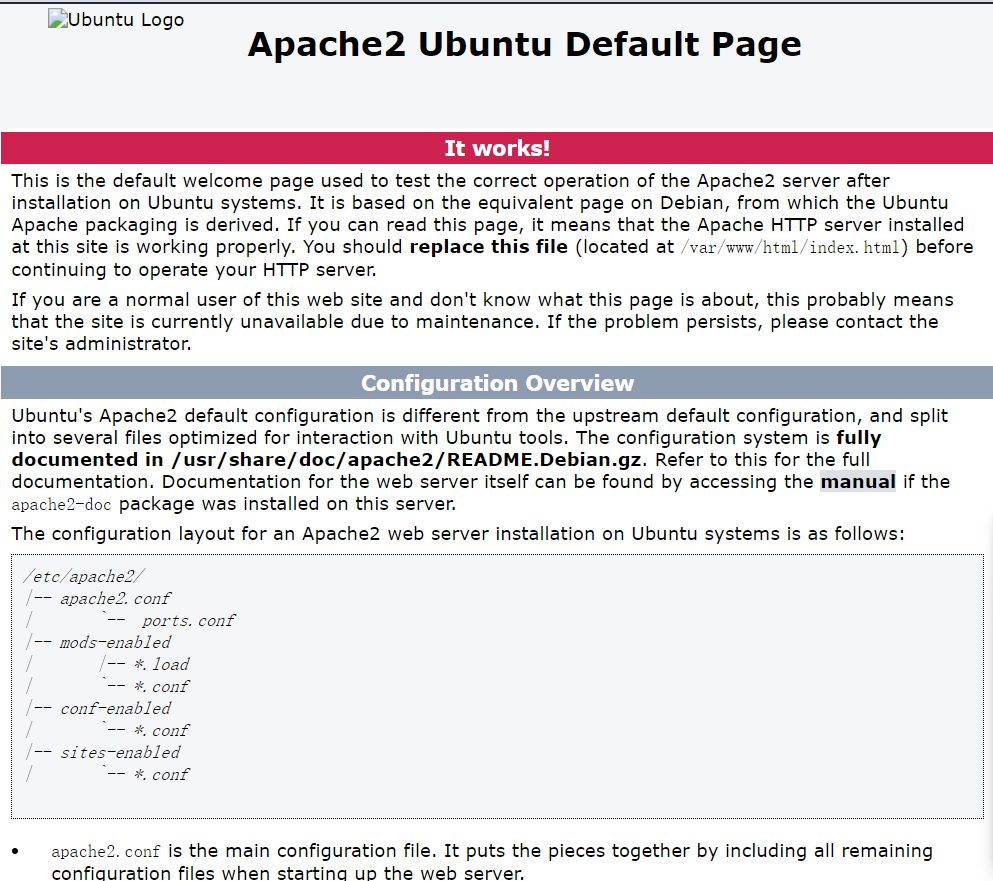 Ubuntu Logo
Apache2 Ubuntu Default Page
It works!
This is the default welcome page used to test the correct operation of the Apache2 server after
installation on Ubuntu systems. It is based on the equivalent page on Debian, from which the Ubuntu
Apache packaging is derived. If you can read this page, it means that the Apache HTTP server installed
at this site is working properly. You should replace this file (located at /var/www/html/index.html) before
continuing to operate your HTTP server.
If you are a normal user of this web site and don't know what this page is about, this probably means
that the site is currently unavailable due to maintenance. If the problem persists, please contact the
site's administrator.
Configuration Overview
Ubuntu's Apache2 default configuration is different from the upstream default configuration, and split
into several files optimized for interaction with Ubuntu tools. The configuration system is fully
documented in /usr/share/doc/apache2/README.Debian.gz. Refer to this for the full
documentation. Documentation for the web server itself can be found by accessing the manual if the
apache2-doc package was installed on this server.
The configuration layout for an Apache2 web server installation on Ubuntu systems is as follows:
/etc/apache2/
|-- apache2.conf
|       `--  ports.conf
|-- mods-enabled
|       |-- *.load
|       `-- *.conf
|-- conf-enabled
|       `-- *.conf
|-- sites-enabled
|       `-- *.conf
• apache2.conf is the main configuration file. It puts the pieces together by including all remaining
configuration files when starting up the web server.